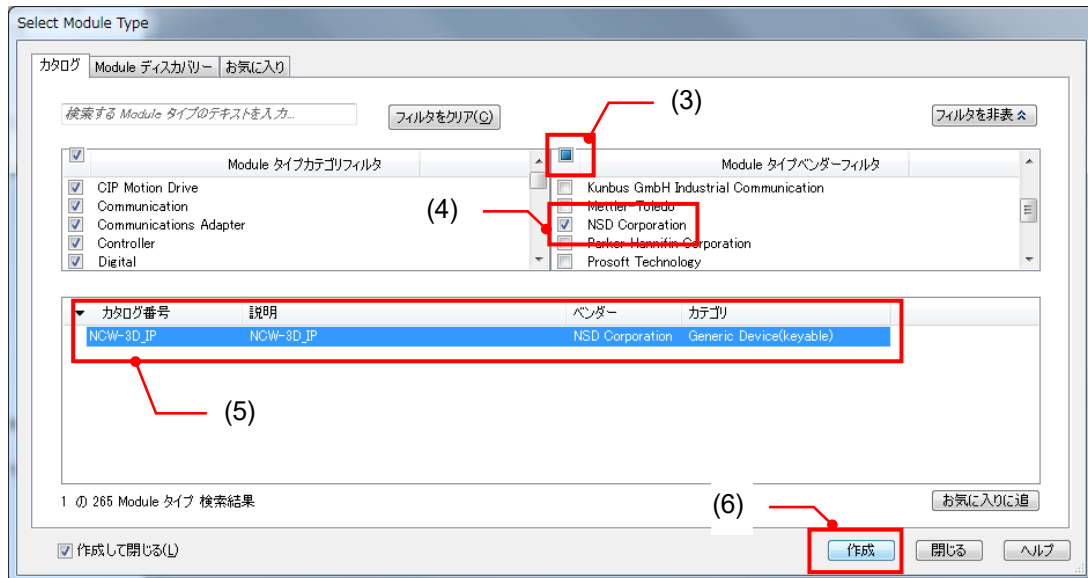 Select Module Type
カタログ Module ディスカバリー お気に入り
検索する Module タイプのテキストを入力... フィルタをクリア(C) (3) フィルタを非表
Module タイプカテゴリフィルタ Module タイプベンダーフィルタ
CIP Motion Drive Kunbus GmbH Industrial Communication
Communication Mettler-Toledo
(4)
Communications Adapter NSD Corporation
Controller Parker Hannifin Corporation
Digital Prosoft Technology
カタログ番号 説明 ベンダー カテゴリ
NCW-3D_IP NCW-3D_IP NSD Corporation Generic Device(keyable)
(5)
1 の 265 Module タイプ 検索結果 (6) お気に入りに追
作成して閉じる(L) 作成 閉じる ヘルプ